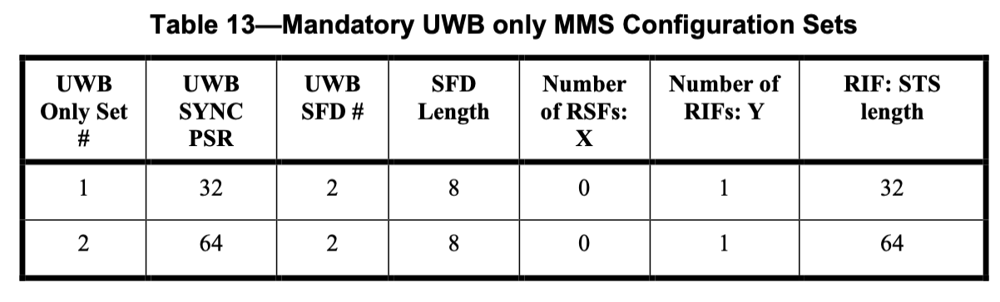 Table 13—Mandatory UWB only MMS Configuration Sets
UWB Only Set # | UWB SYNC PSR | UWB SFD # | SFD Length | Number of RSFs: X | Number of RIFs: Y | RIF: STS length
1 | 32 | 2 | 8 | 0 | 1 | 32
2 | 64 | 2 | 8 | 0 | 1 | 64